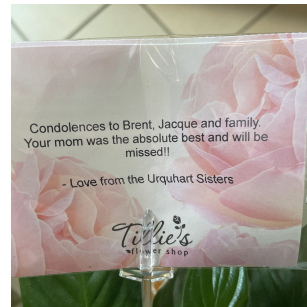 Condolences to Brent, Jacque and family.
Your mom was the absolute best and will be
missed!!
- Love from the Urquhart Sisters
Tillie's
flower shop